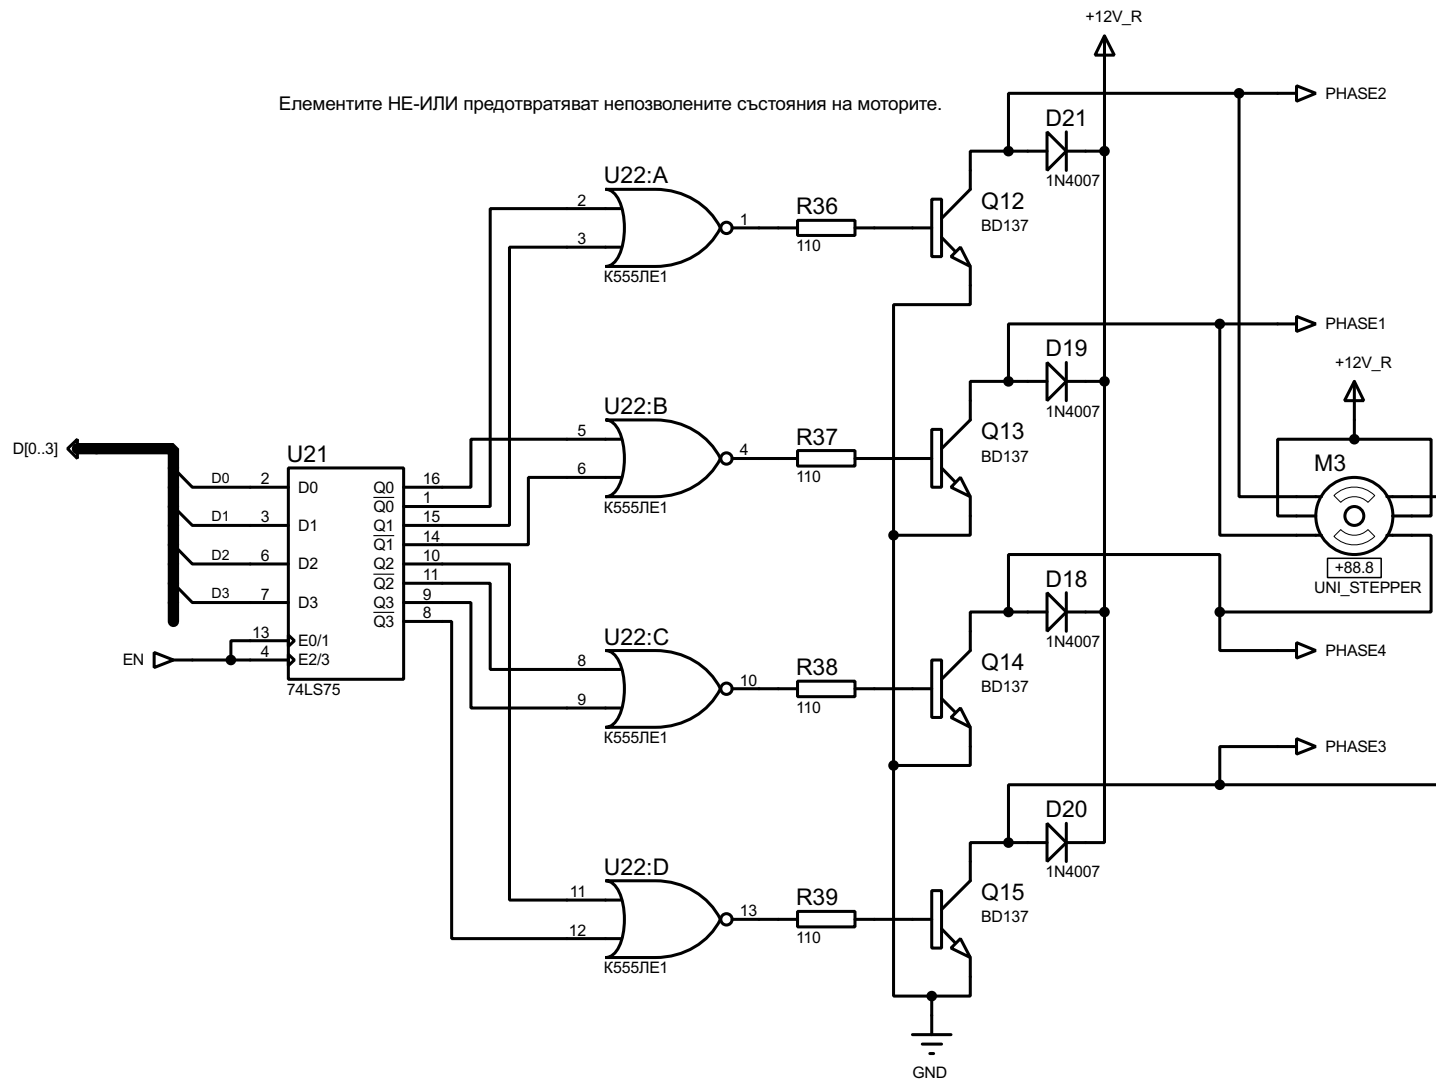 +12V_R
Елементите НЕ-ИЛИ предотвратяват непозволените състояния на моторите.
PHASE2
D21
1N4007
U22:A
2
3
1
К555ЛЕ1
R36
110
Q12
BD137
PHASE1
D19
1N4007
+12V_R
U22:B
5
6
4
К555ЛЕ1
R37
110
Q13
BD137
D[0..3]
U21
D0 2 D0 Q0 16
Q0 1
D1 3 D1 Q1 15
Q1 14
D2 6 D2 Q2 10
Q2 11
D3 7 D3 Q3 9
Q3 8
13 E0/1
EN 4 E2/3
74LS75
M3
+88.8
UNI_STEPPER
D18
1N4007
U22:C
8
9
10
К555ЛЕ1
R38
110
Q14
BD137
PHASE4
PHASE3
D20
1N4007
U22:D
11
12
13
К555ЛЕ1
R39
110
Q15
BD137
GND